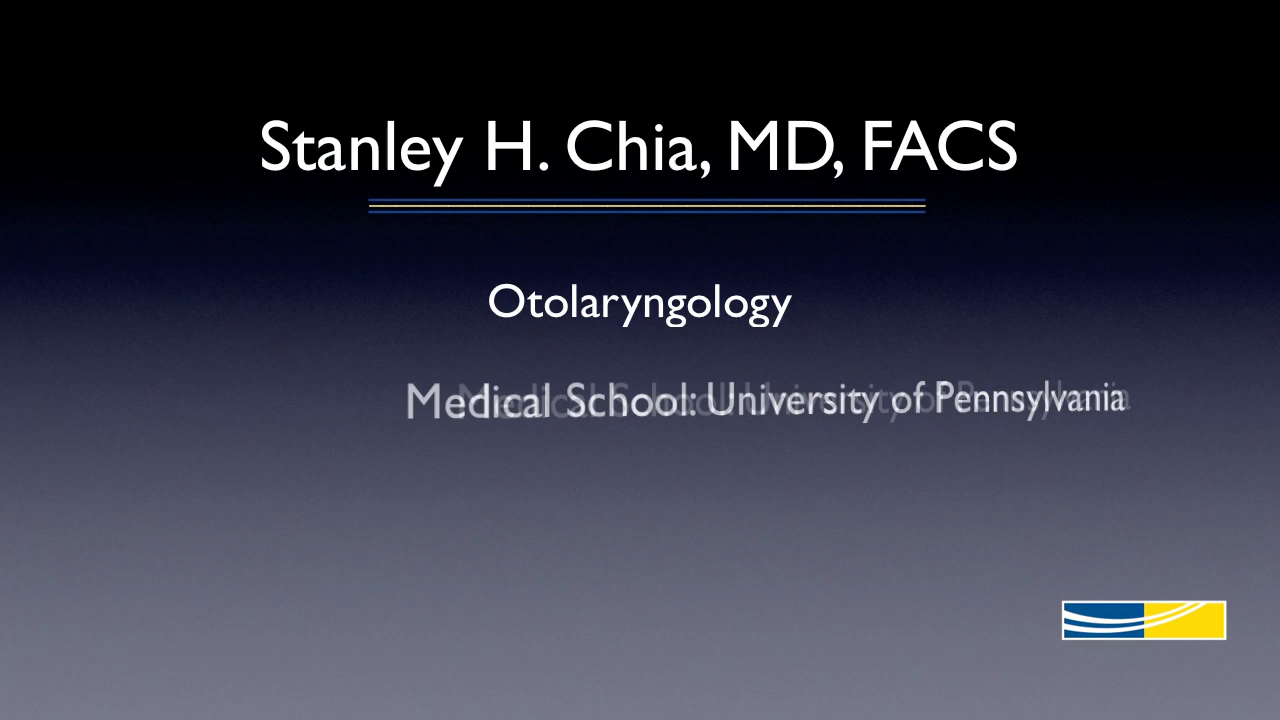 Stanley H. Chia, MD, FACS
Otolaryngology
Medical School: University of Pennsylvania